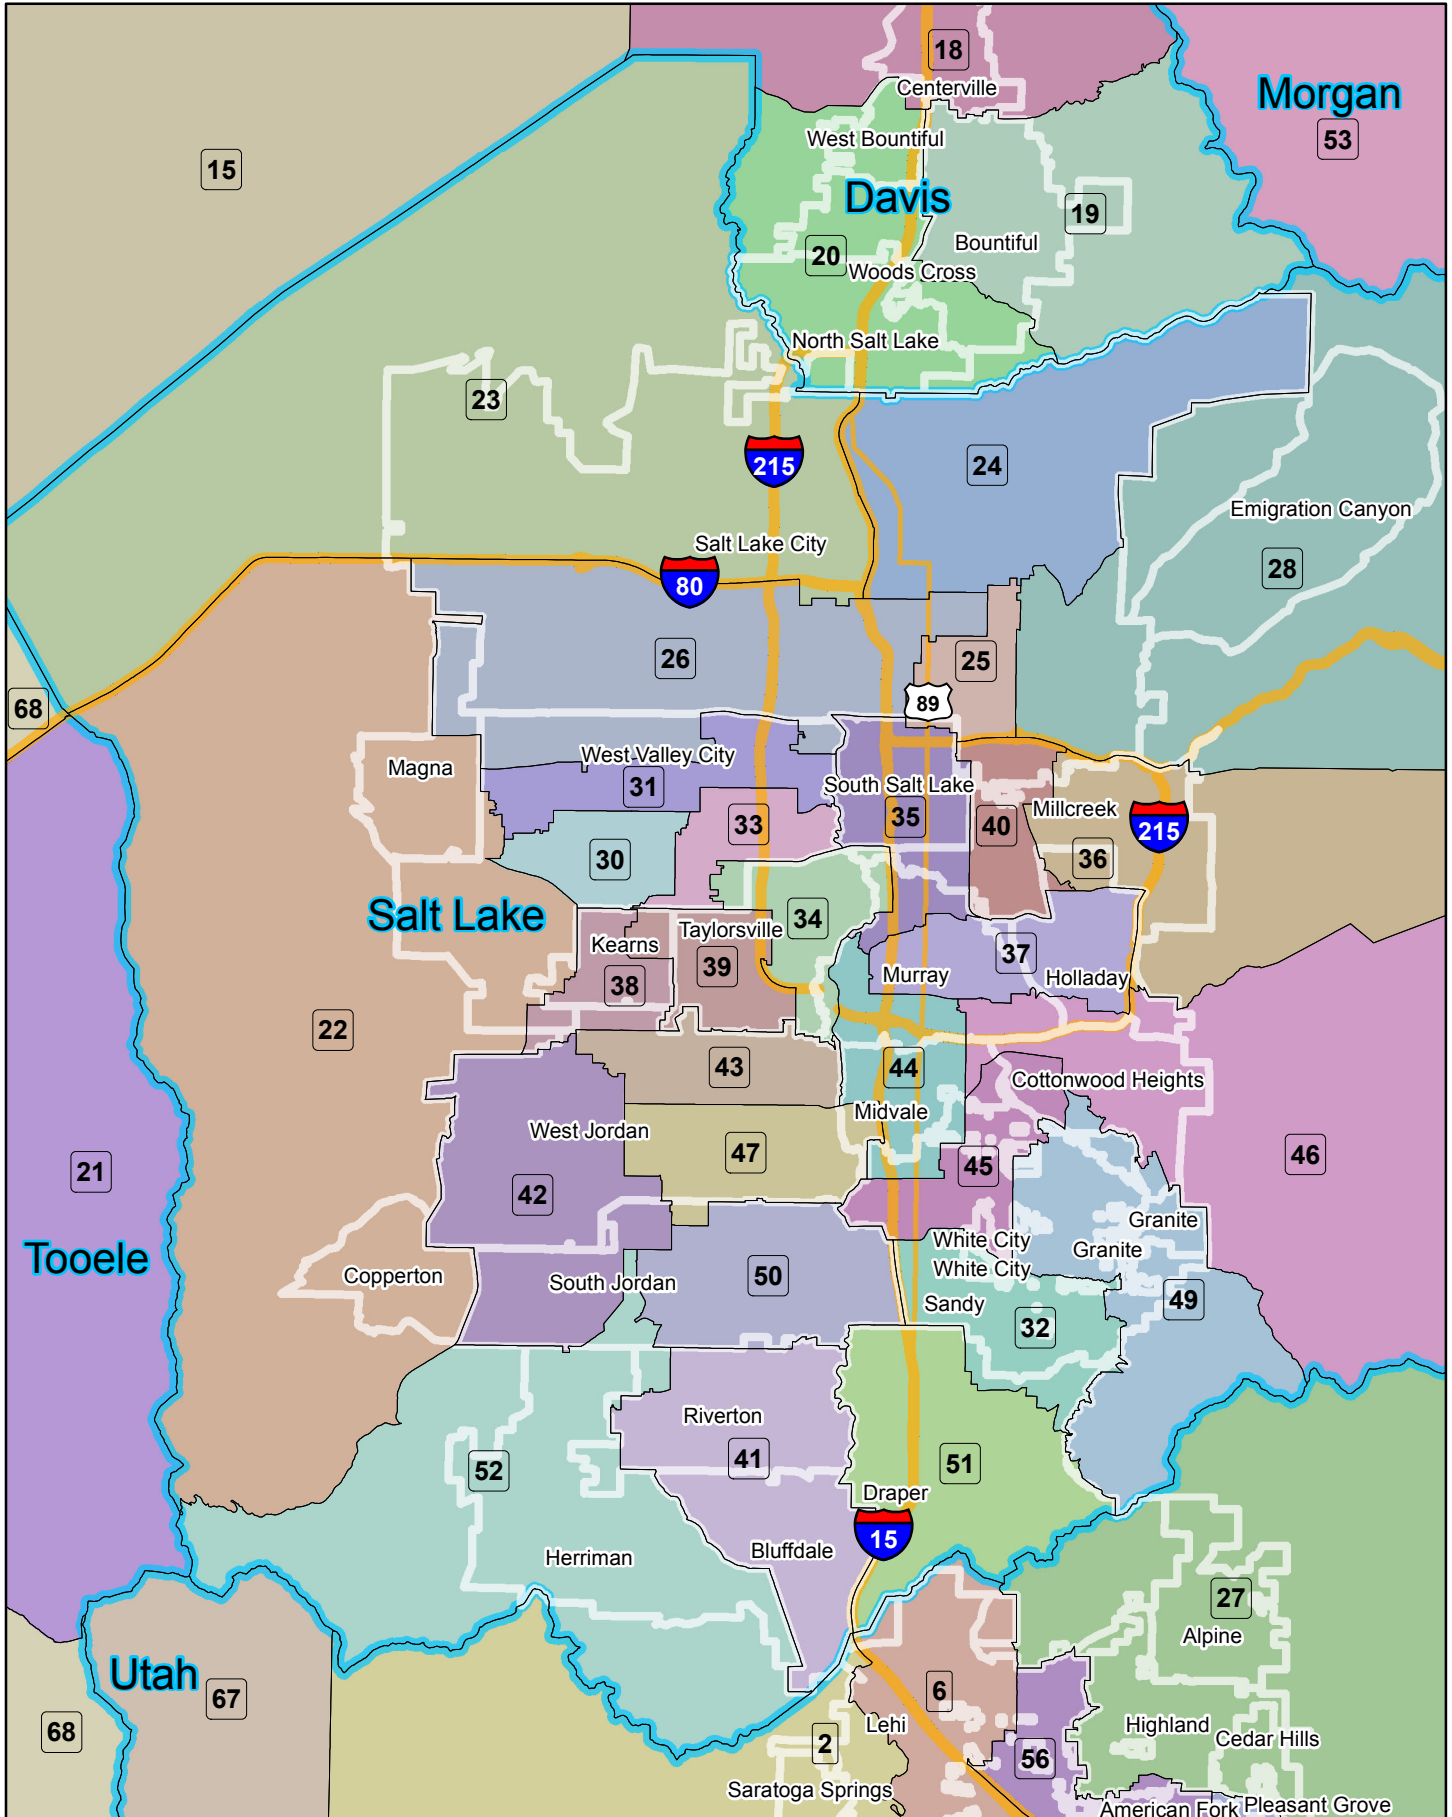 18
Centerville
Morgan
53
West Bountiful
15
Davis
19
Bountiful
20
Woods Cross
North Salt Lake
23
215
24
Emigration Canyon
Salt Lake City
28
80
26
25
89
68
West Valley City
Magna
31
South Salt Lake
Millcreek
33
35
40
215
30
36
Salt Lake
34
Taylorsville
Kearns
37
39
Murray
Holladay
38
22
43
44
Cottonwood Heights
Midvale
West Jordan
47
46
45
21
42
Granite
White City
Granite
Tooele
White City
Copperton
50
South Jordan
49
Sandy
32
Riverton
41
51
52
Draper
15
Bluffdale
Herriman
27
Alpine
Utah
67
6
68
Lehi
Highland
Cedar Hills
2
56
Saratoga Springs
American Fork
Pleasant Grove